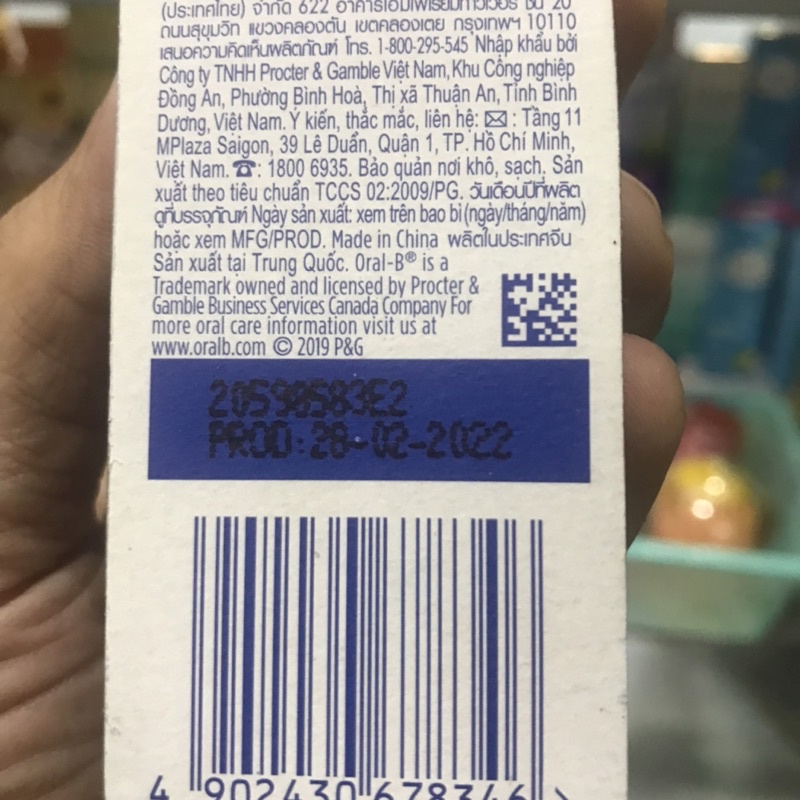 (ประเทศไทย) จำกัด 622 อาคารเอ็มโพเรียมทาวเวอร์ ชั้น 20
ถนนสุขุมวิท แขวงคลองตัน เขตคลองเตย กรุงเทพฯ 10110
เสนอความคิดเห็นผลิตภัณฑ์ โทร. 1-800-295-545 Nhập khẩu bởi
Công ty TNHH Procter & Gamble Việt Nam, Khu Công nghiệp
Đồng An, Phường Bình Hoà, Thị xã Thuận An, Tỉnh Bình
Dương, Việt Nam. Ý kiến, thắc mắc, liên hệ: ✉ : Tầng 11
MPlaza Saigon, 39 Lê Duẩn, Quận 1, TP. Hồ Chí Minh,
Việt Nam. ☎: 1800 6935. Bảo quản nơi khô, sạch. Sản
xuất theo tiêu chuẩn TCCS 02:2009/PG. วันเดือนปีที่ผลิต
ดูที่บรรจุภัณฑ์ Ngày sản xuất: xem trên bao bì (ngày/tháng/năm)
hoặc xem MFG/PROD. Made in China ผลิตในประเทศจีน
Sản xuất tại Trung Quốc. Oral-B® is a
Trademark owned and licensed by Procter &
Gamble Business Services Canada Company For
more oral care information visit us at
www.oralb.com © 2019 P&G
20590583E2
PROD:28-02-2022
4 902430 678346 >